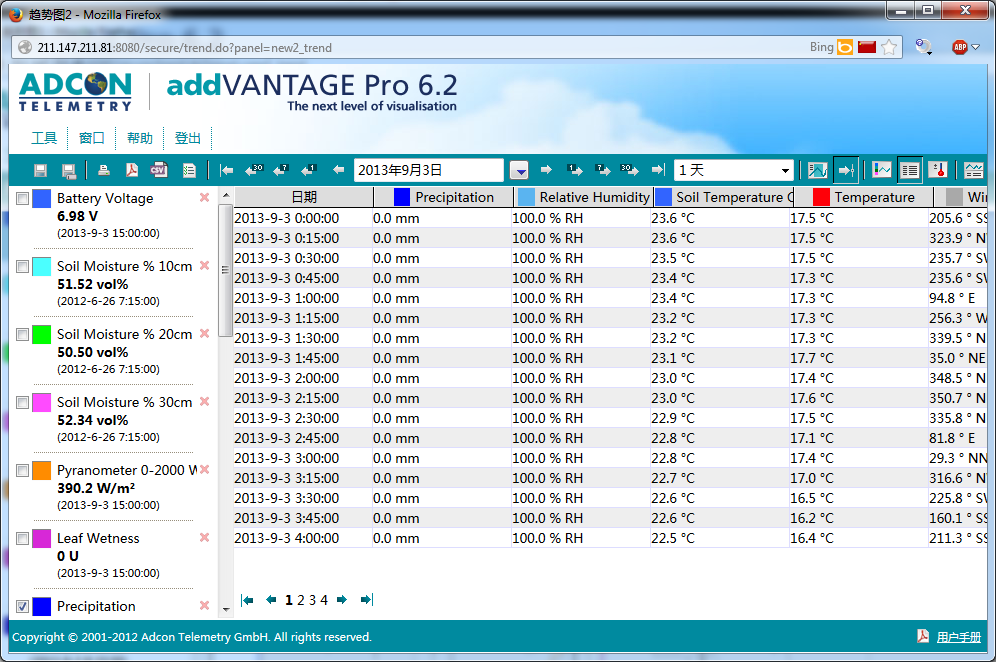 趋势图2 - Mozilla Firefox
211.147.211.81:8080/secure/trend.do?panel=new2_trend
Bing
ABP
ADCON TELEMETRY
addVANTAGE Pro 6.2
The next level of visualisation
工具 窗口 帮助 登出
CSV 30 7 1 2013年9月3日 1 7 30 1 天
Battery Voltage
6.98 V
(2013-9-3 15:00:00)
Soil Moisture % 10cm
51.52 vol%
(2012-6-26 7:15:00)
Soil Moisture % 20cm
50.50 vol%
(2012-6-26 7:15:00)
Soil Moisture % 30cm
52.34 vol%
(2012-6-26 7:15:00)
Pyranometer 0-2000 W
390.2 W/m²
(2013-9-3 15:00:00)
Leaf Wetness
0 U
(2013-9-3 15:00:00)
Precipitation
日期 Precipitation Relative Humidity Soil Temperature Temperature
2013-9-3 0:00:00 0.0 mm 100.0 % RH 23.6 °C 17.5 °C 205.6 °
2013-9-3 0:15:00 0.0 mm 100.0 % RH 23.6 °C 17.5 °C 323.9 °
2013-9-3 0:30:00 0.0 mm 100.0 % RH 23.5 °C 17.5 °C 235.7 °
2013-9-3 0:45:00 0.0 mm 100.0 % RH 23.4 °C 17.3 °C 235.6 °
2013-9-3 1:00:00 0.0 mm 100.0 % RH 23.4 °C 17.3 °C 94.8 ° E
2013-9-3 1:15:00 0.0 mm 100.0 % RH 23.2 °C 17.3 °C 256.3 °
2013-9-3 1:30:00 0.0 mm 100.0 % RH 23.2 °C 17.3 °C 339.5 °
2013-9-3 1:45:00 0.0 mm 100.0 % RH 23.1 °C 17.7 °C 35.0 ° NE
2013-9-3 2:00:00 0.0 mm 100.0 % RH 23.0 °C 17.4 °C 348.5 °
2013-9-3 2:15:00 0.0 mm 100.0 % RH 23.0 °C 17.6 °C 350.7 °
2013-9-3 2:30:00 0.0 mm 100.0 % RH 22.9 °C 17.5 °C 335.8 °
2013-9-3 2:45:00 0.0 mm 100.0 % RH 22.8 °C 17.1 °C 81.8 ° E
2013-9-3 3:00:00 0.0 mm 100.0 % RH 22.8 °C 17.4 °C 29.3 °
2013-9-3 3:15:00 0.0 mm 100.0 % RH 22.7 °C 17.0 °C 316.6 °
2013-9-3 3:30:00 0.0 mm 100.0 % RH 22.6 °C 16.5 °C 225.8 °
2013-9-3 3:45:00 0.0 mm 100.0 % RH 22.6 °C 16.2 °C 160.1 °
2013-9-3 4:00:00 0.0 mm 100.0 % RH 22.5 °C 16.4 °C 211.3 °
1 2 3 4
Copyright © 2001-2012 Adcon Telemetry GmbH. All rights reserved.
用户手册